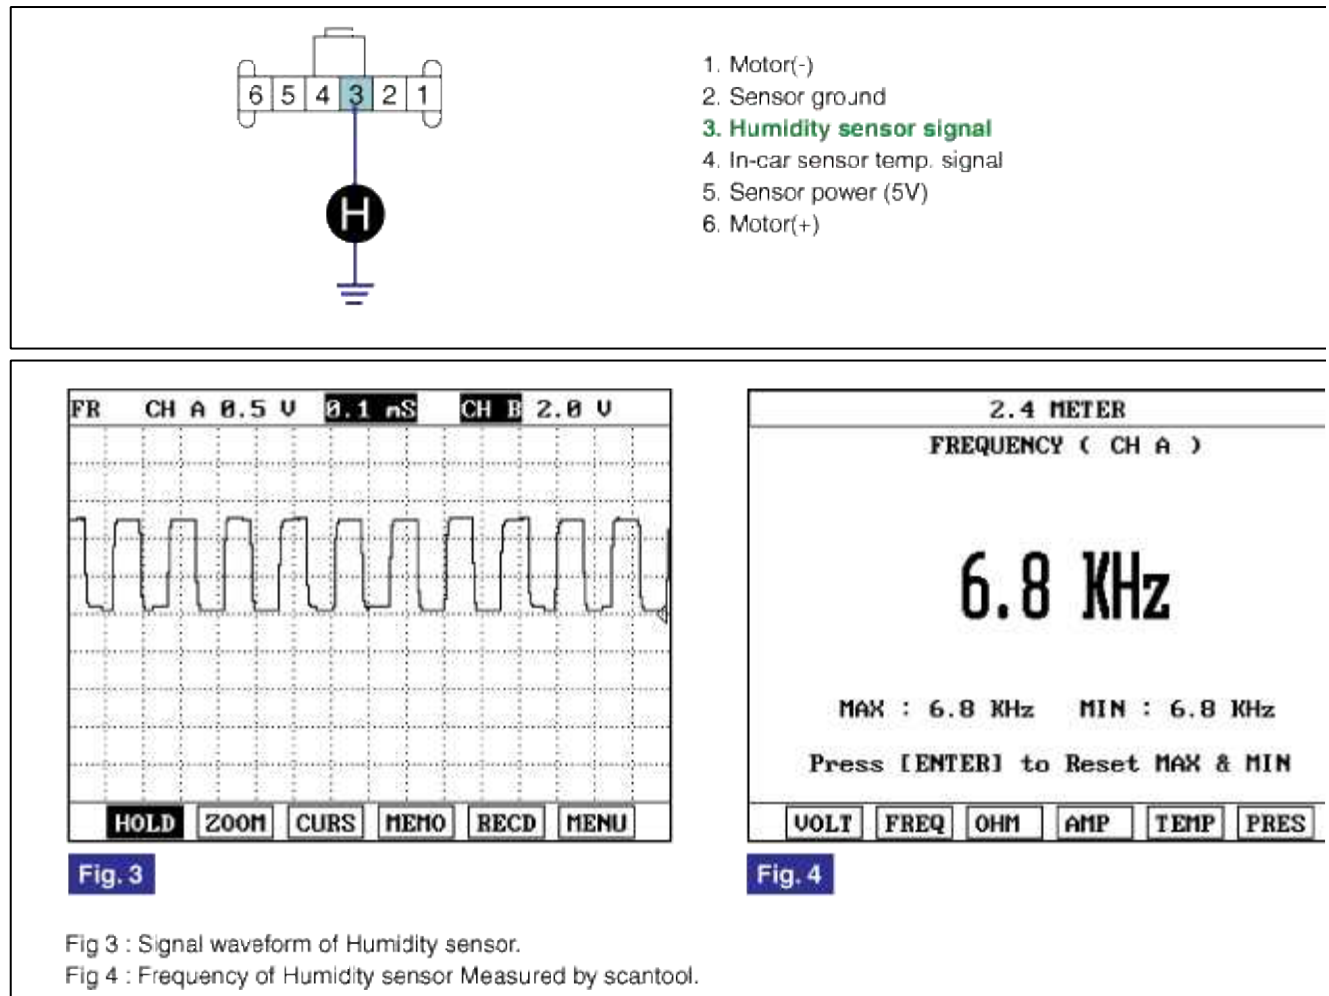 6 5 4 3 2 1
H
1. Motor(-)
2. Sensor ground
3. Humidity sensor signal
4. In-car sensor temp. signal
5. Sensor power (5V)
6. Motor(+)
FR CH A 0.5 V 0.1 mS CH B 2.0 V
HOLD ZOOM CURS MEMO RECD MENU
Fig. 3
2.4 METER
FREQUENCY ( CH A )
6.8 KHz
MAX : 6.8 KHz MIN : 6.8 KHz
Press [ENTER] to Reset MAX & MIN
VOLT FREQ OHM AMP TEMP PRES
Fig. 4
Fig 3 : Signal waveform of Humidity sensor.
Fig 4 : Frequency of Humidity sensor Measured by scantool.